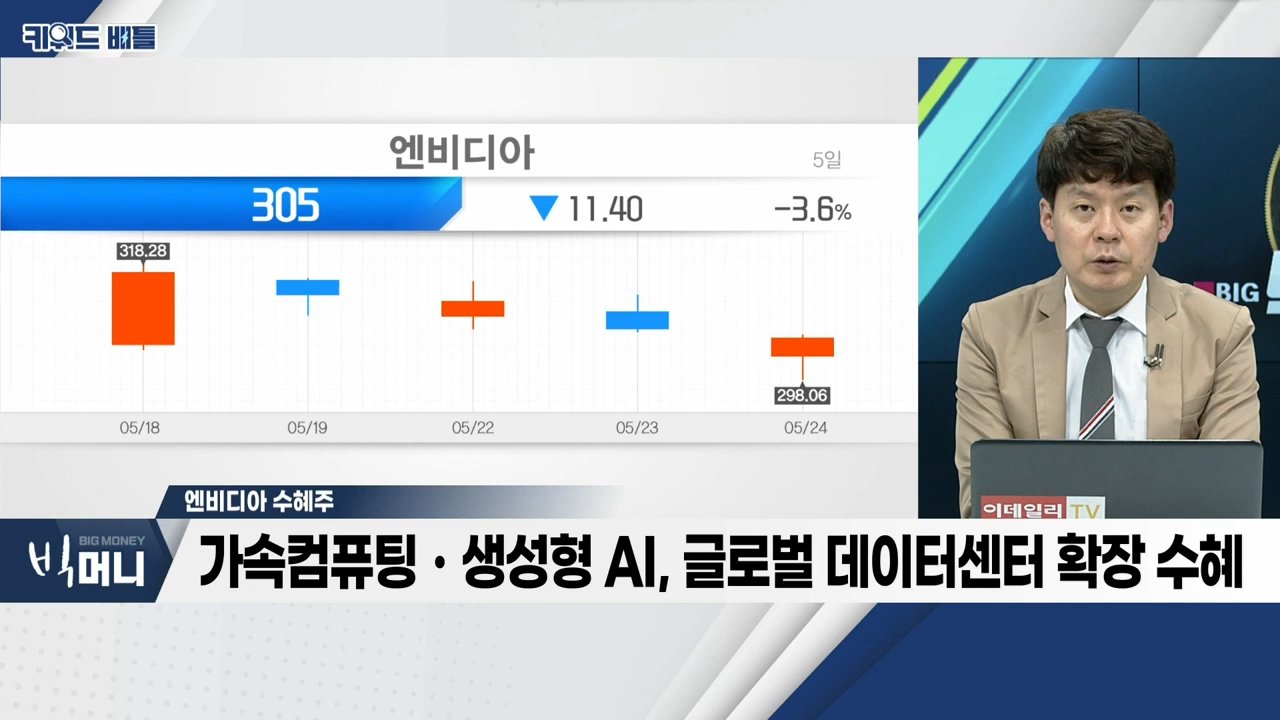 키워드 배틀
엔비디아
5일
305 ▼ 11.40 -3.6%
318.28
298.06
05/18 05/19 05/22 05/23 05/24
BIG
이데일리 TV
엔비디아 수혜주
BIG MONEY
빅머니
가속컴퓨팅·생성형 AI, 글로벌 데이터센터 확장 수혜